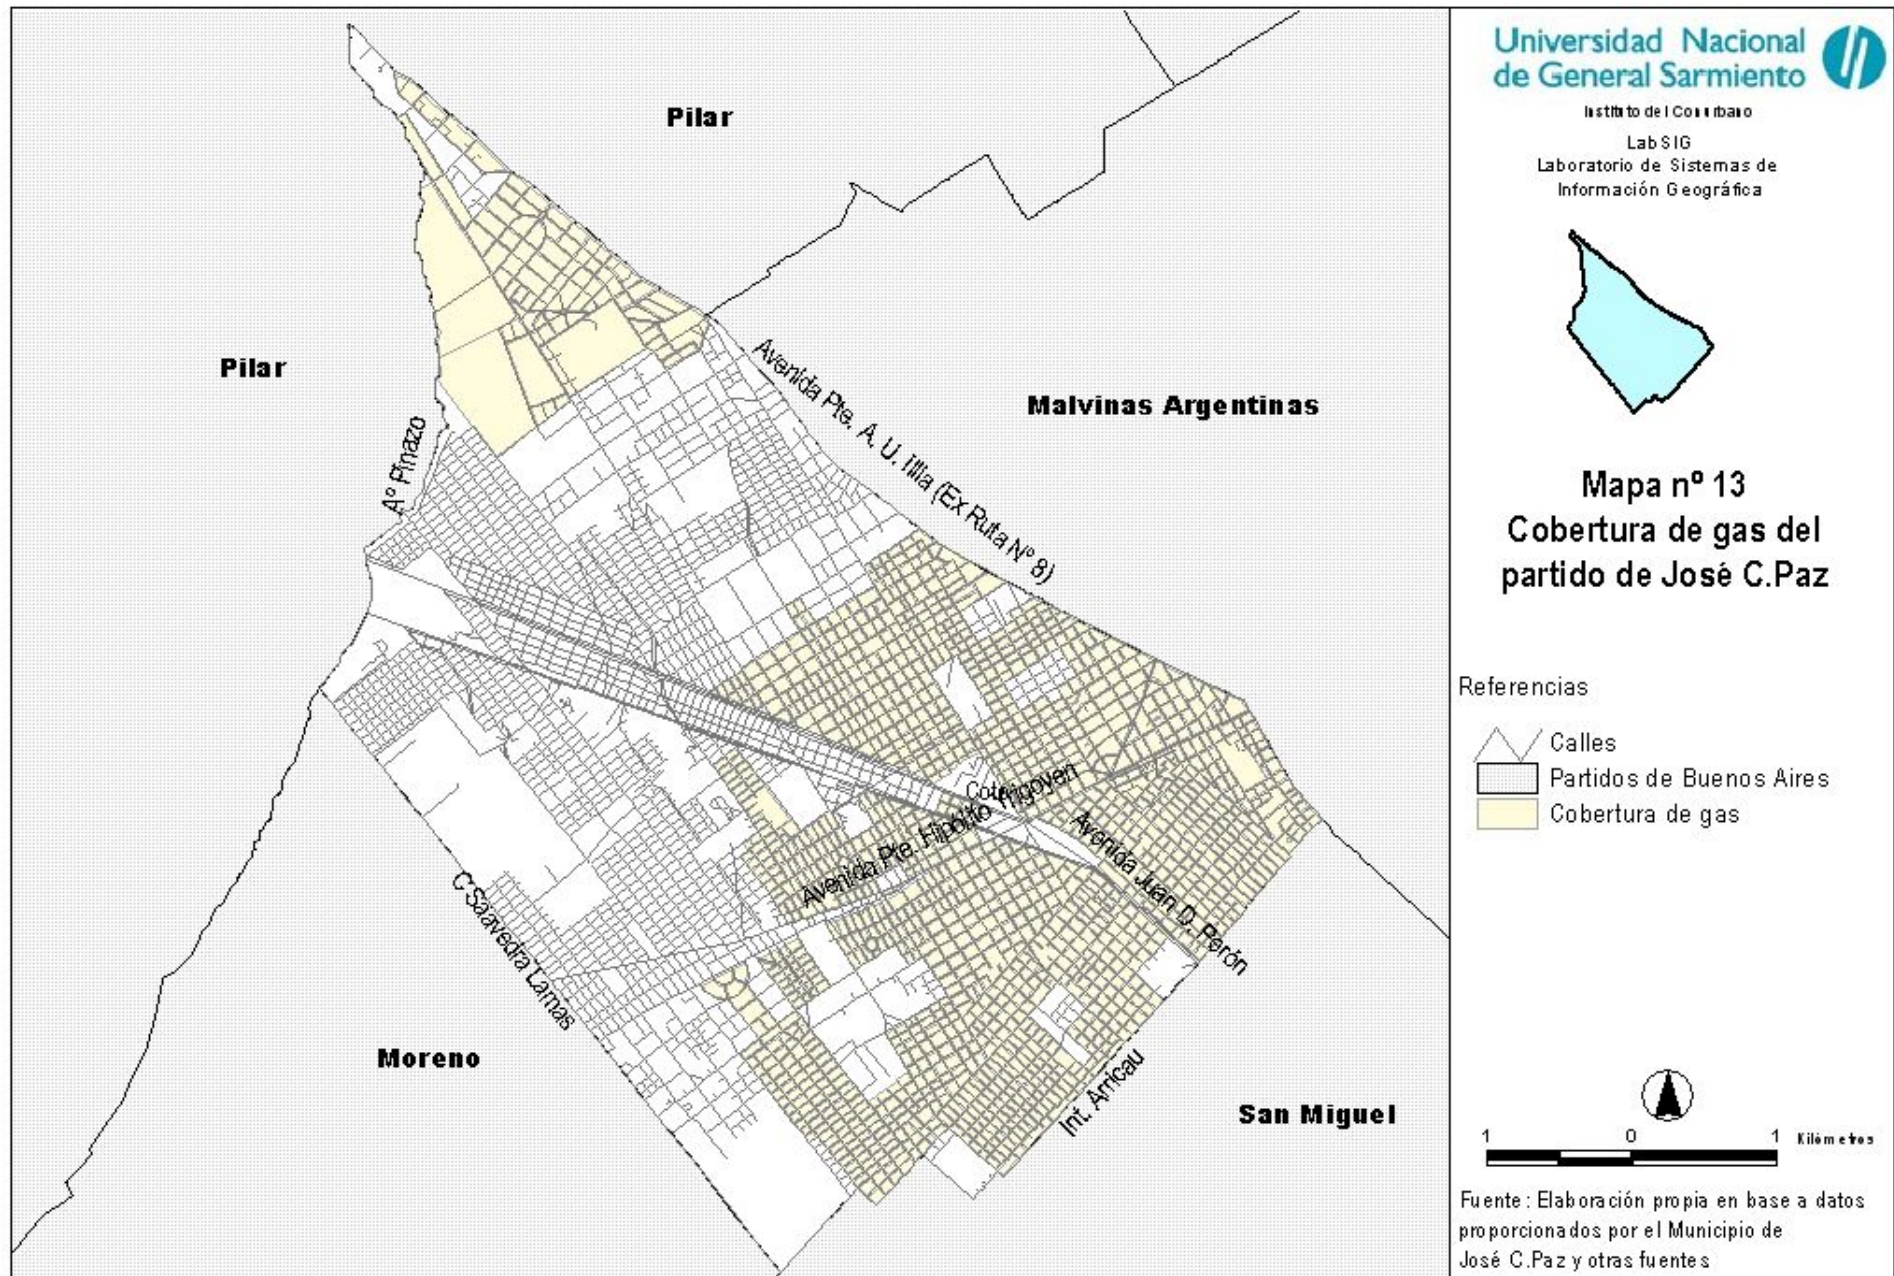 Pilar
Pilar
Malvinas Argentinas
Moreno
San Miguel
Aº Pinazo
Avenida Pte. A. U. Illia (Ex Ruta Nº 8)
Avenida Pte. Hipólito Yrigoyen
Avenida Juan D. Perón
C Saavedra Lamas
Int. Arricau
Universidad Nacional
de General Sarmiento
Instituto del Conurbano
LabSIG
Laboratorio de Sistemas de
Información Geográfica
Mapa nº 13
Cobertura de gas del
partido de José C.Paz
Referencias
Calles
Partidos de Buenos Aires
Cobertura de gas
1 0 1 Kilómetros
Fuente: Elaboración propia en base a datos
proporcionados por el Municipio de
José C.Paz y otras fuentes